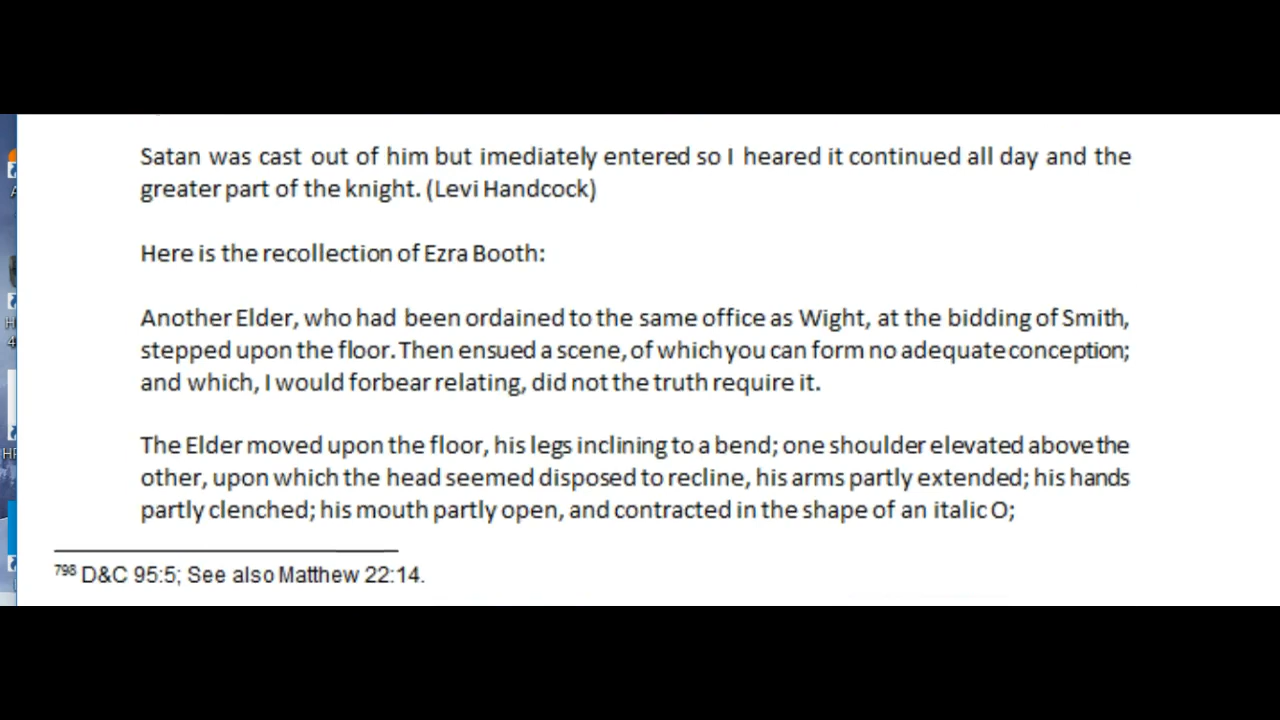 Satan was cast out of him but imediately entered so I heared it continued all day and the
greater part of the knight. (Levi Handcock)
Here is the recollection of Ezra Booth:
Another Elder, who had been ordained to the same office as Wight, at the bidding of Smith,
stepped upon the floor. Then ensued a scene, of which you can form no adequate conception;
and which, I would forbear relating, did not the truth require it.
The Elder moved upon the floor, his legs inclining to a bend; one shoulder elevated above the
other, upon which the head seemed disposed to recline, his arms partly extended; his hands
partly clenched; his mouth partly open, and contracted in the shape of an italic O;
798 D&C 95:5; See also Matthew 22:14.